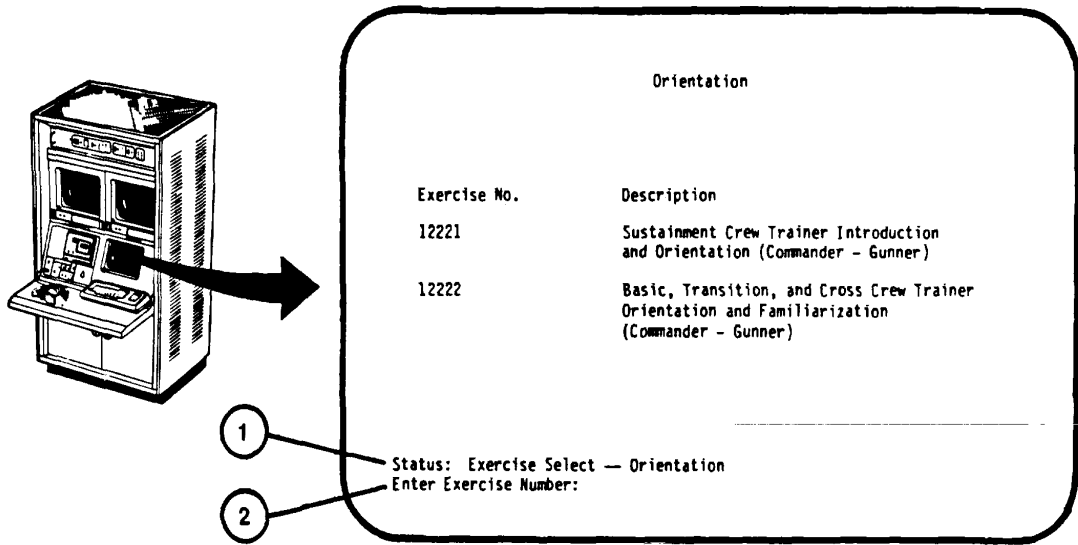 Orientation
Exercise No. Description
12221 Sustainment Crew Trainer Introduction
and Orientation (Commander - Gunner)
12222 Basic, Transition, and Cross Crew Trainer
Orientation and Familiarization
(Commander - Gunner)
1
Status: Exercise Select — Orientation
Enter Exercise Number:
2